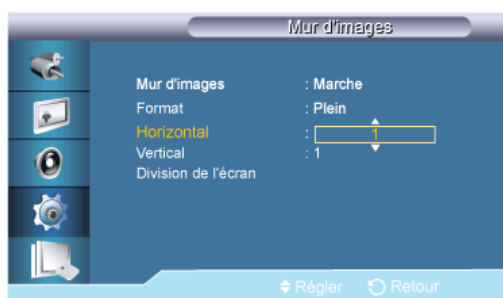 Mur d'images
Mur d'images : Marche
Format : Plein
Horizontal : 1
Vertical : 1
Division de l'écran
Régler Retour